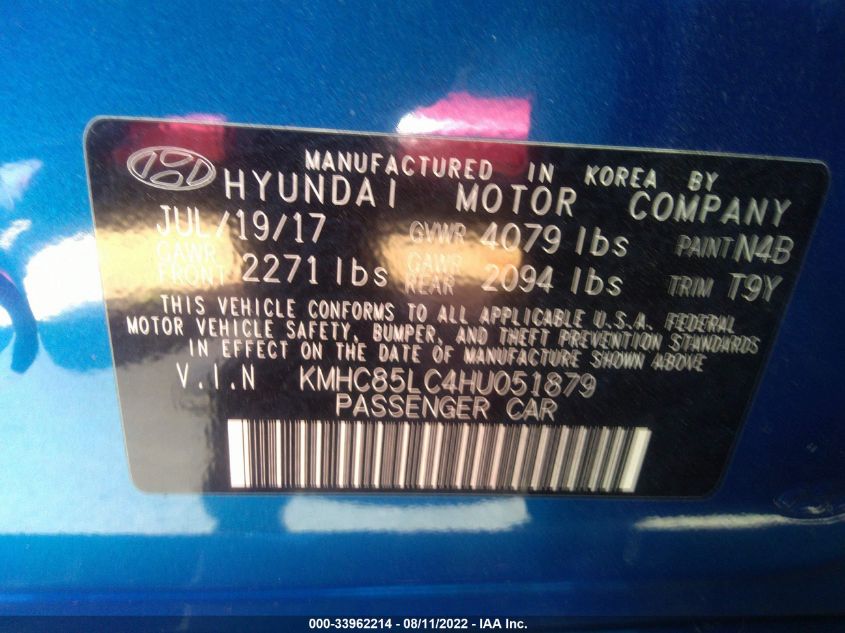 MANUFACTURED IN KOREA BY
HYUNDAI MOTOR COMPANY
JUL/19/17 GVWR 4079 lbs PAINT N4B
GAWR FRONT 2271 lbs GAWR REAR 2094 lbs TRIM T9Y
THIS VEHICLE CONFORMS TO ALL APPLICABLE U.S.A. FEDERAL
MOTOR VEHICLE SAFETY, BUMPER, AND THEFT PREVENTION STANDARDS
IN EFFECT ON THE DATE OF MANUFACTURE SHOWN ABOVE
V.I.N KMHC85LC4HU051879
PASSENGER CAR
000-33962214 - 08/11/2022 - IAA Inc.